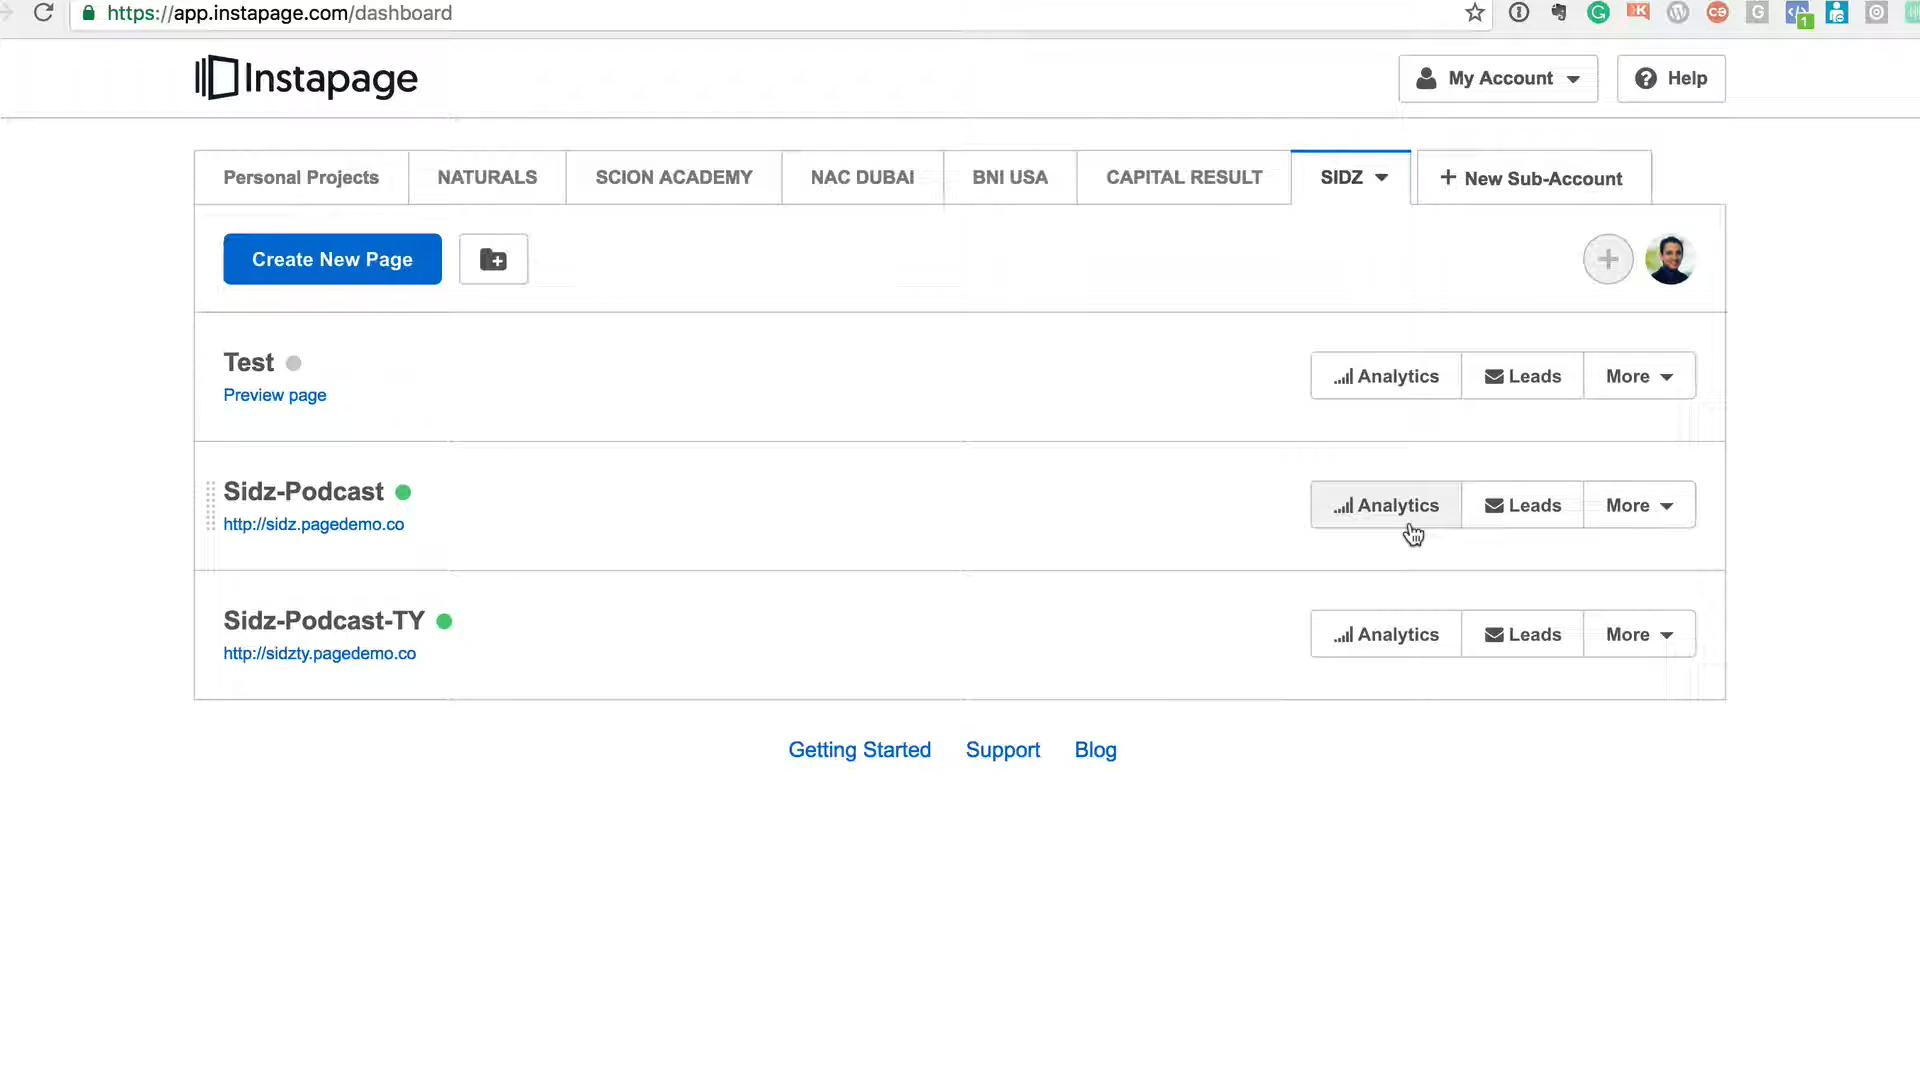 https://app.instapage.com/dashboard
1
Instapage
My Account
Help
Personal Projects
NATURALS
SCION ACADEMY
NAC DUBAI
BNI USA
CAPITAL RESULT
SIDZ
+ New Sub-Account
Create New Page
Test
Preview page
Analytics
Leads
More
Sidz-Podcast
http://sidz.pagedemo.co
Analytics
Leads
More
Sidz-Podcast-TY
http://sidzty.pagedemo.co
Analytics
Leads
More
Getting Started
Support
Blog